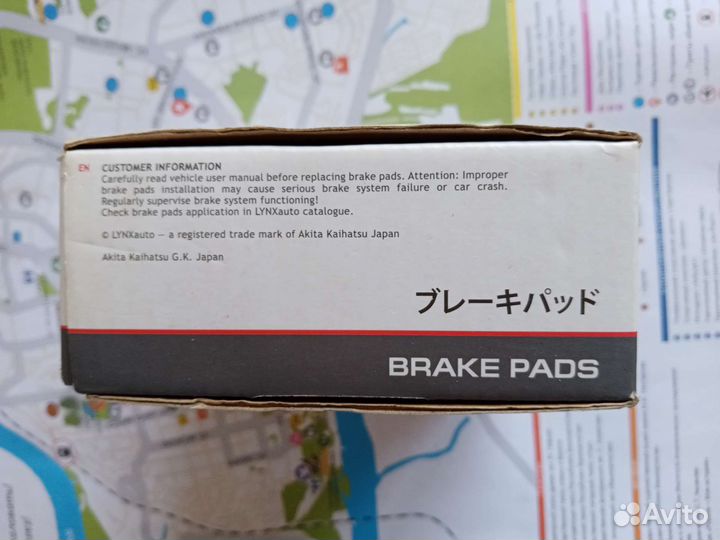 EN CUSTOMER INFORMATION
Carefully read vehicle user manual before replacing brake pads. Attention: Improper
brake pads installation may cause serious brake system failure or car crash.
Regularly supervise brake system functioning!
Check brake pads application in LYNXauto catalogue.
© LYNXauto — a registered trade mark of Akita Kaihatsu Japan
Akita Kaihatsu G.K. Japan
ブレーキパッド
BRAKE PADS
Avito